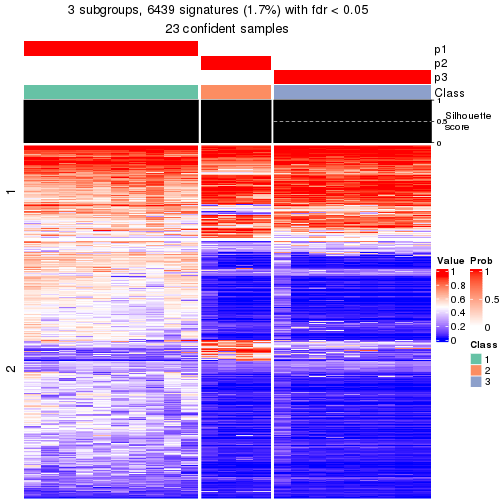 3 subgroups, 6439 signatures (1.7%) with fdr < 0.05
23 confident samples
p1
p2
p3
Class
1
0.5
0
Silhouette
score
1
2
Value
1
0.8
0.6
0.4
0.2
0
Prob
1
0.5
0
Class
1
2
3